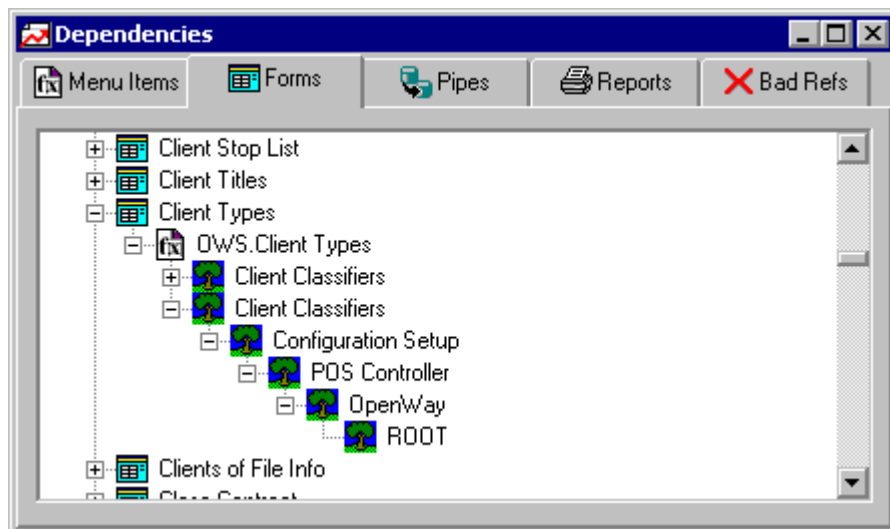 Dependencies
Menu Items Forms Pipes Reports Bad Refs
Client Stop List
Client Titles
Client Types
OWS.Client Types
Client Classifiers
Client Classifiers
Configuration Setup
POS Controller
OpenWay
ROOT
Clients of File Info